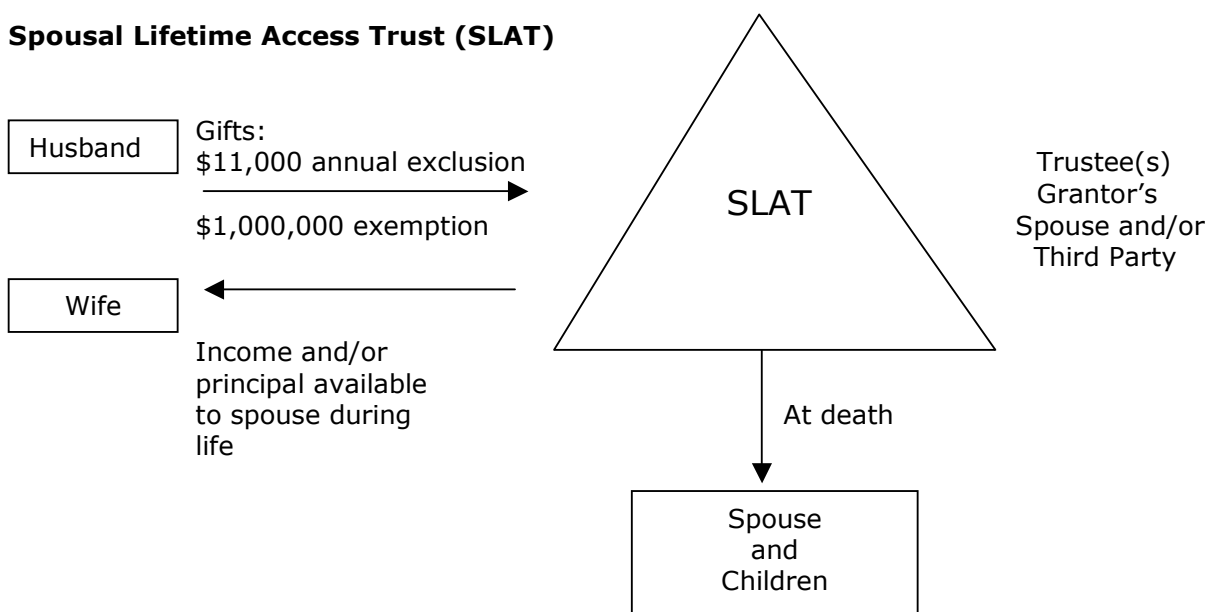 Spousal Lifetime Access Trust (SLAT)
Husband
Gifts:
$11,000 annual exclusion
$1,000,000 exemption
Wife
Income and/or
principal available
to spouse during
life
SLAT
Trustee(s)
Grantor’s
Spouse and/or
Third Party
At death
Spouse
and
Children